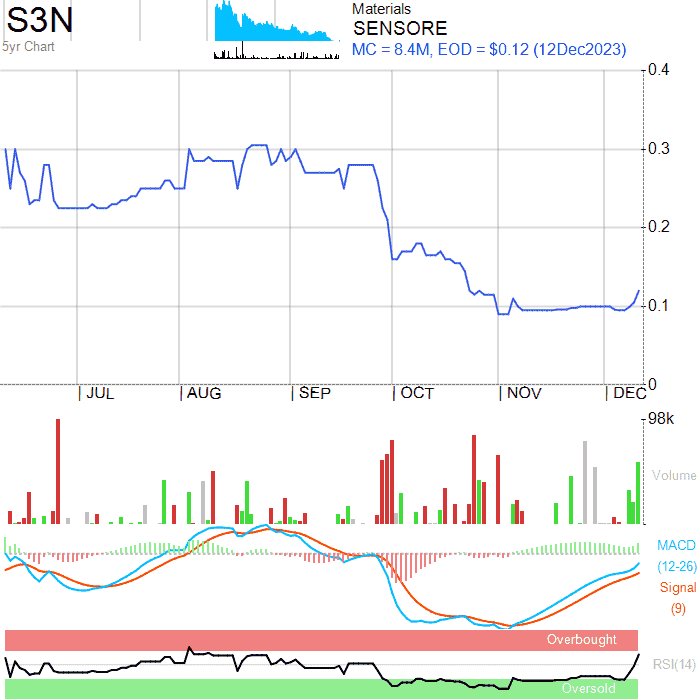 S3N
5yr Chart
Materials
SENSORE
MC = 8.4M, EOD = $0.12 (12Dec2023)
0.4
0.3
0.2
0.1
0
| JUL | AUG | SEP | OCT | NOV | DEC
98k
Volume
MACD
(12-26)
Signal
(9)
Overbought
RSI(14)
Oversold